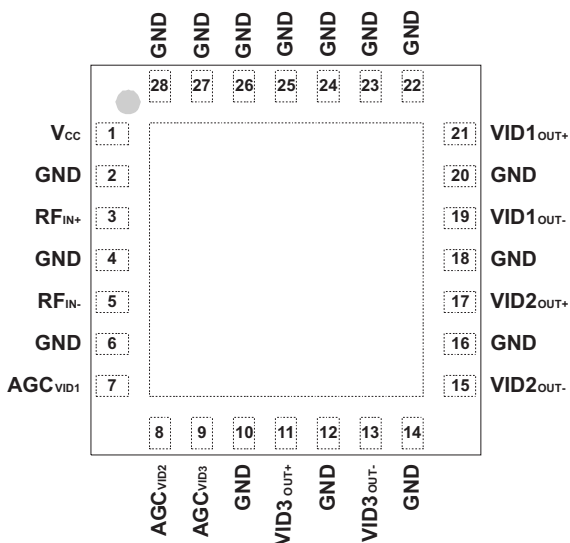 GND GND GND GND GND GND GND
28 27 26 25 24 23 22
Vcc 1 21 VID1OUT+
GND 2 20 GND
RFIN+ 3 19 VID1OUT-
GND 4 18 GND
RFIN- 5 17 VID2OUT+
GND 6 16 GND
AGCVID1 7 15 VID2OUT-
8 9 10 11 12 13 14
AGCVID2 AGCVID3 GND VID3 OUT+ GND VID3 OUT- GND